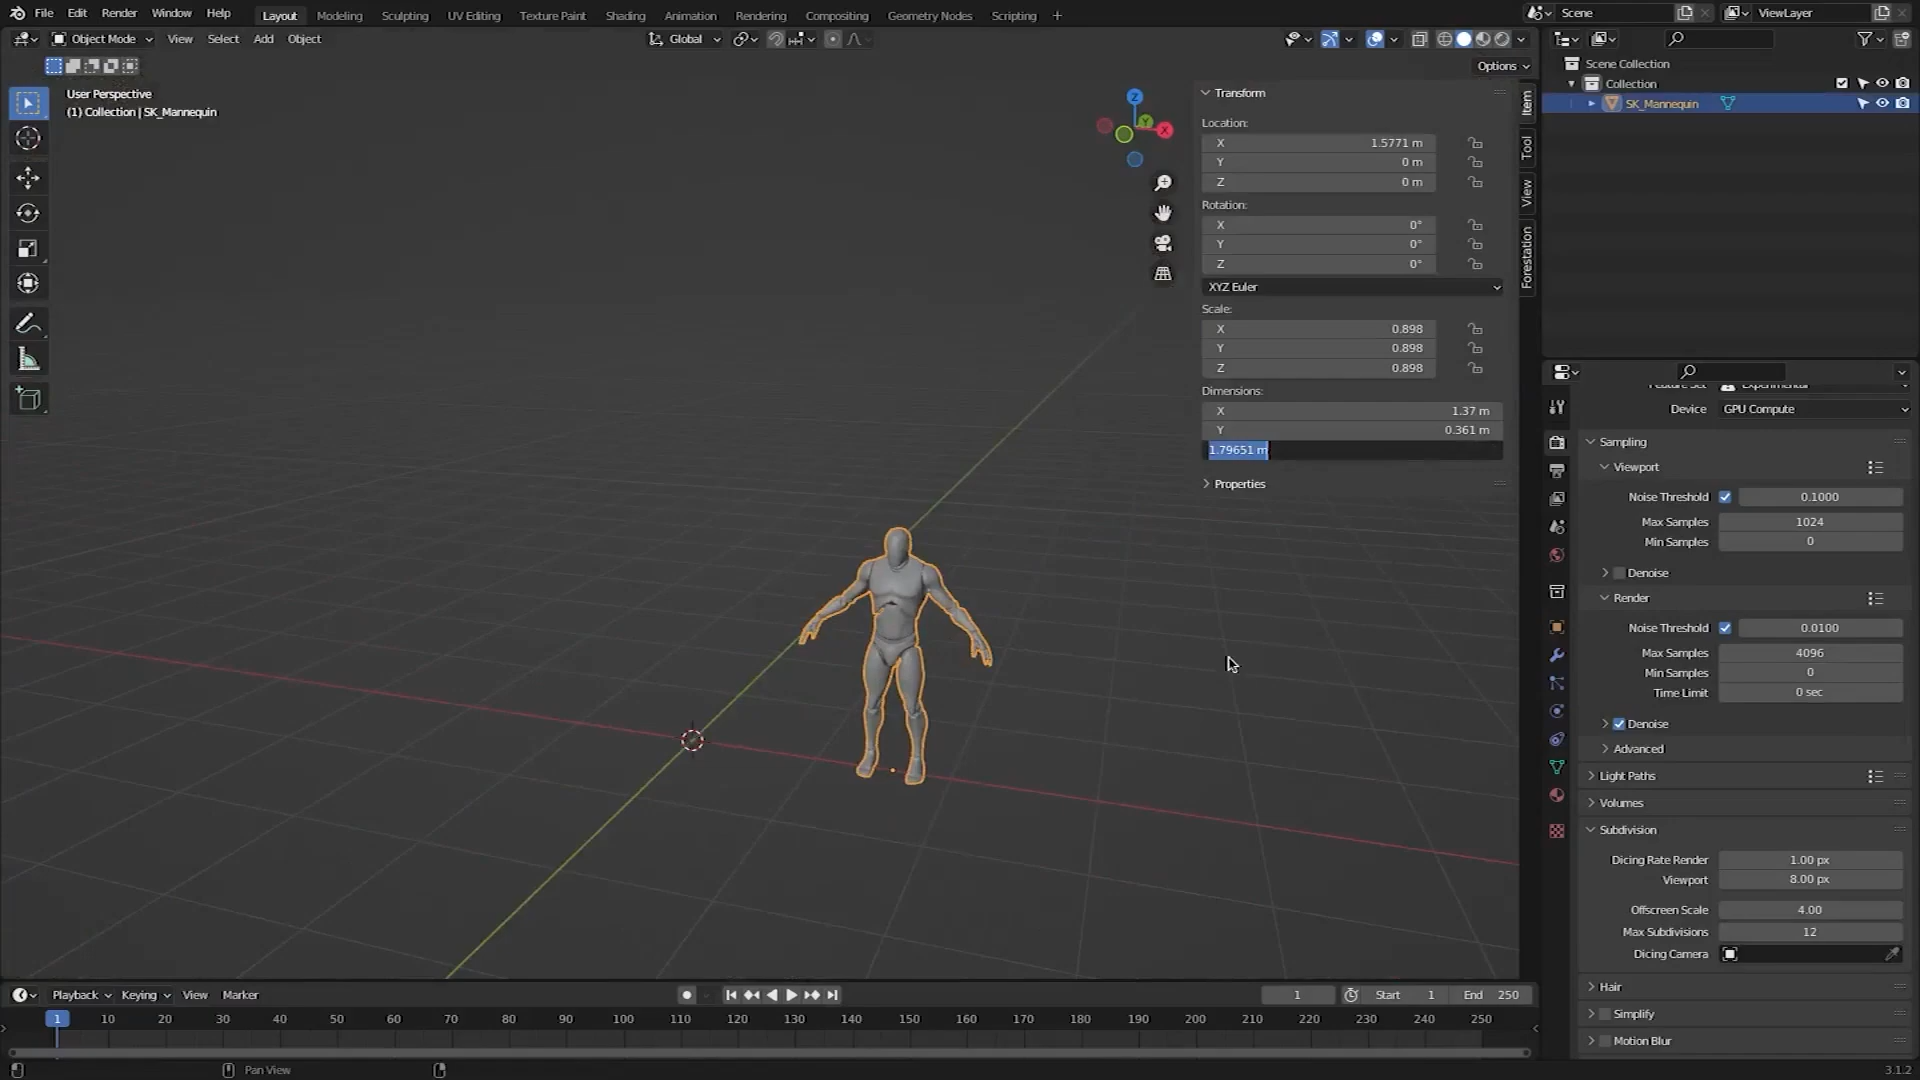 File Edit Render Window Help Layout Modeling Sculpting UV Editing Texture Paint Shading Animation Rendering Compositing Geometry Nodes Scripting + Scene ViewLayer
Object Mode View Select Add Object Global
Options
User Perspective
(1) Collection | SK_Mannequin
Z
Y
X
Transform
Location:
X 1.5771 m
Y 0 m
Z 0 m
Rotation:
X 0°
Y 0°
Z 0°
XYZ Euler
Scale:
X 0.898
Y 0.898
Z 0.898
Dimensions:
X 1.37 m
Y 0.361 m
1.79651 m
Properties
Item
Tool
View
Forestation
Scene Collection
Collection
SK_Mannequin
Feature Set Experimental
Device GPU Compute
Sampling
Viewport
Noise Threshold 0.1000
Max Samples 1024
Min Samples 0
Denoise
Render
Noise Threshold 0.0100
Max Samples 4096
Min Samples 0
Time Limit 0 sec
Denoise
Advanced
Light Paths
Volumes
Subdivision
Dicing Rate Render 1.00 px
Viewport 8.00 px
Offscreen Scale 4.00
Max Subdivisions 12
Dicing Camera
Hair
Simplify
Motion Blur
Playback Keying View Marker 1 Start 1 End 250
1 10 20 30 40 50 60 70 80 90 100 110 120 130 140 150 160 170 180 190 200 210 220 230 240 250
Pan View
3.1.2